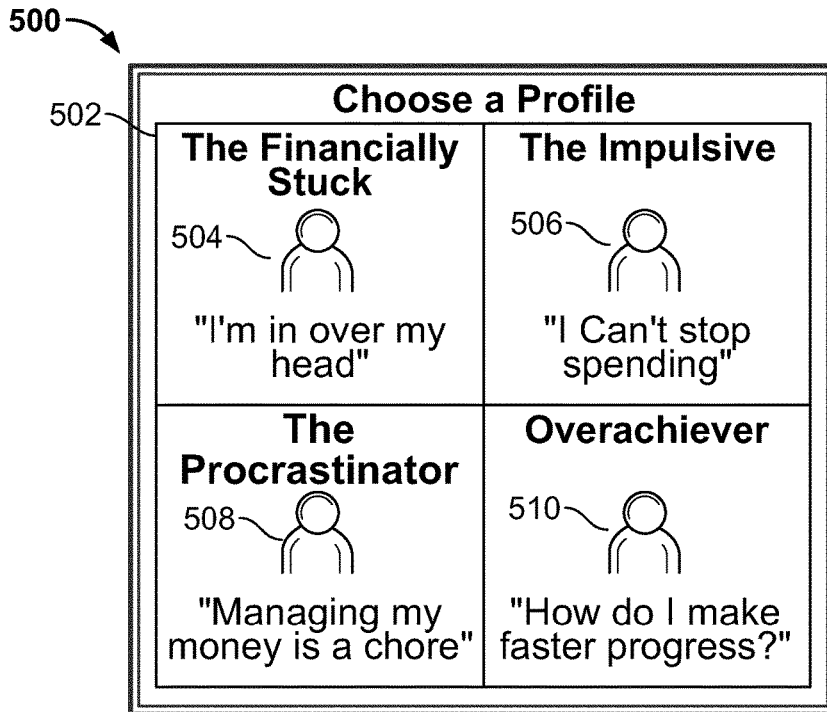 500
Choose a Profile
502
The Financially
Stuck
504
"I'm in over my
head"
The Impulsive
506
"I Can't stop
spending"
The
Procrastinator
508
"Managing my
money is a chore"
Overachiever
510
"How do I make
faster progress?"